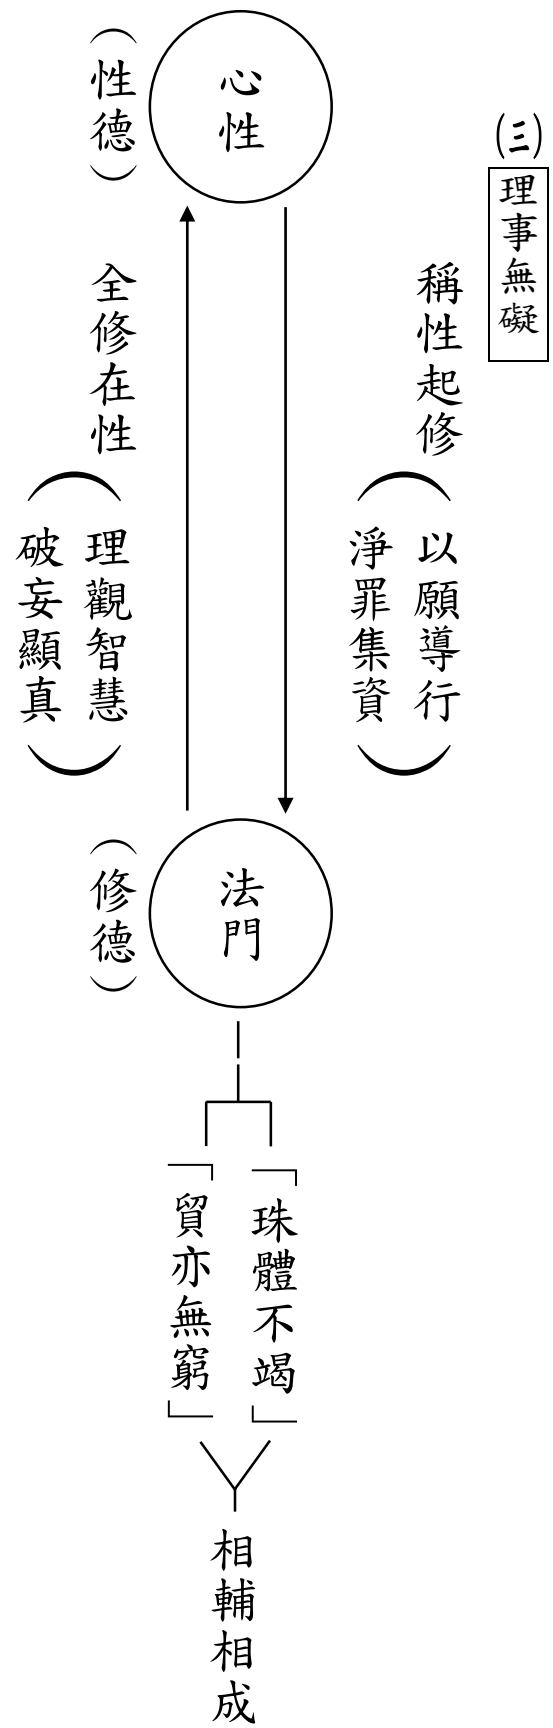 ㈢
理事無礙
稱性起修
（以願導行
淨罪集資）
心性
法門
（性德）
全修在性
（理觀智慧
破妄顯真）
（修德）
「珠體不竭」
「貿亦無窮」
相輔相成